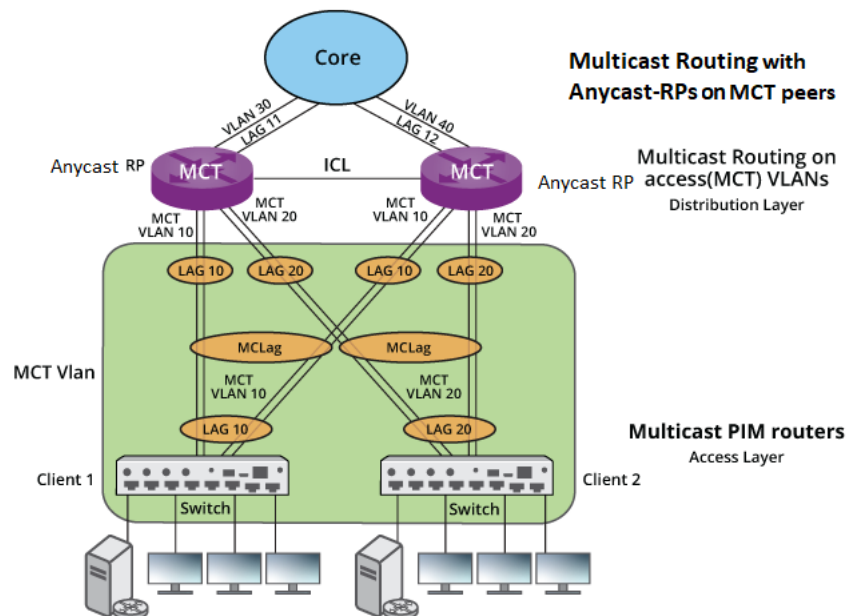 Core
Multicast Routing with
Anycast-RPs on MCT peers
VLAN 30
LAG 11
VLAN 40
LAG 12
Anycast RP
MCT
ICL
MCT
Anycast RP
Multicast Routing on
access(MCT) VLANs
Distribution Layer
MCT
VLAN 10
MCT
VLAN 20
MCT
VLAN 10
MCT
VLAN 20
LAG 10
LAG 20
LAG 10
LAG 20
MCLag
MCLag
MCT Vlan
MCT
VLAN 10
MCT
VLAN 20
LAG 10
LAG 20
Multicast PIM routers
Access Layer
Client 1
Client 2
Switch
Switch